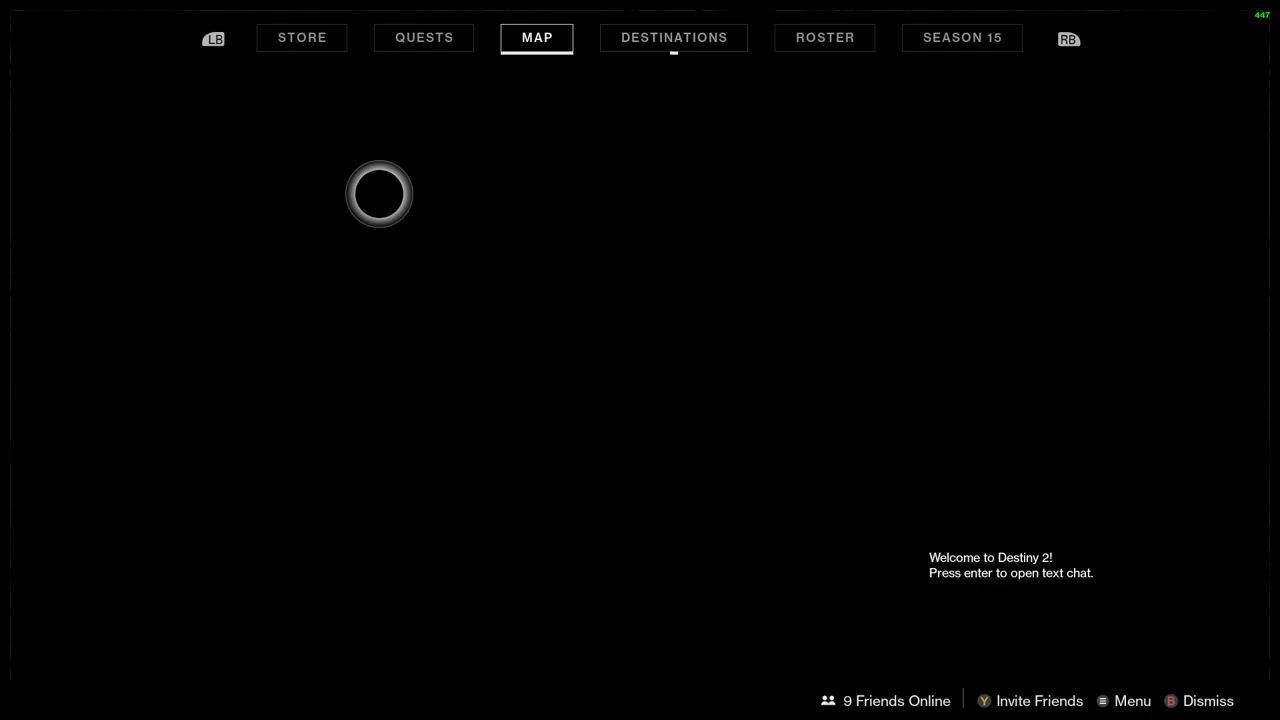 447
LB STORE QUESTS MAP DESTINATIONS ROSTER SEASON 15 RB
Welcome to Destiny 2!
Press enter to open text chat.
9 Friends Online Y Invite Friends Menu B Dismiss